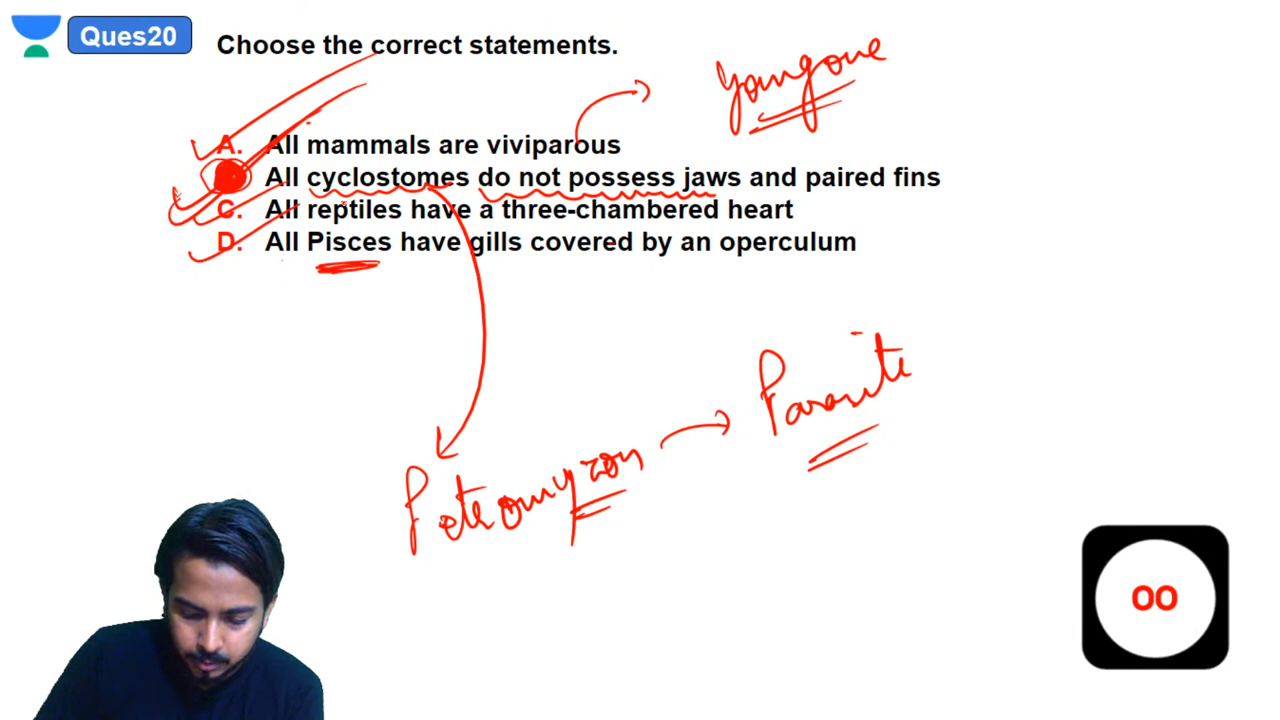 Ques20
Choose the correct statements.
Young one
A. All mammals are viviparous
All cyclostomes do not possess jaws and paired fins
C. All reptiles have a three-chambered heart
D. All Pisces have gills covered by an operculum
Parasite
Petromyzon
00